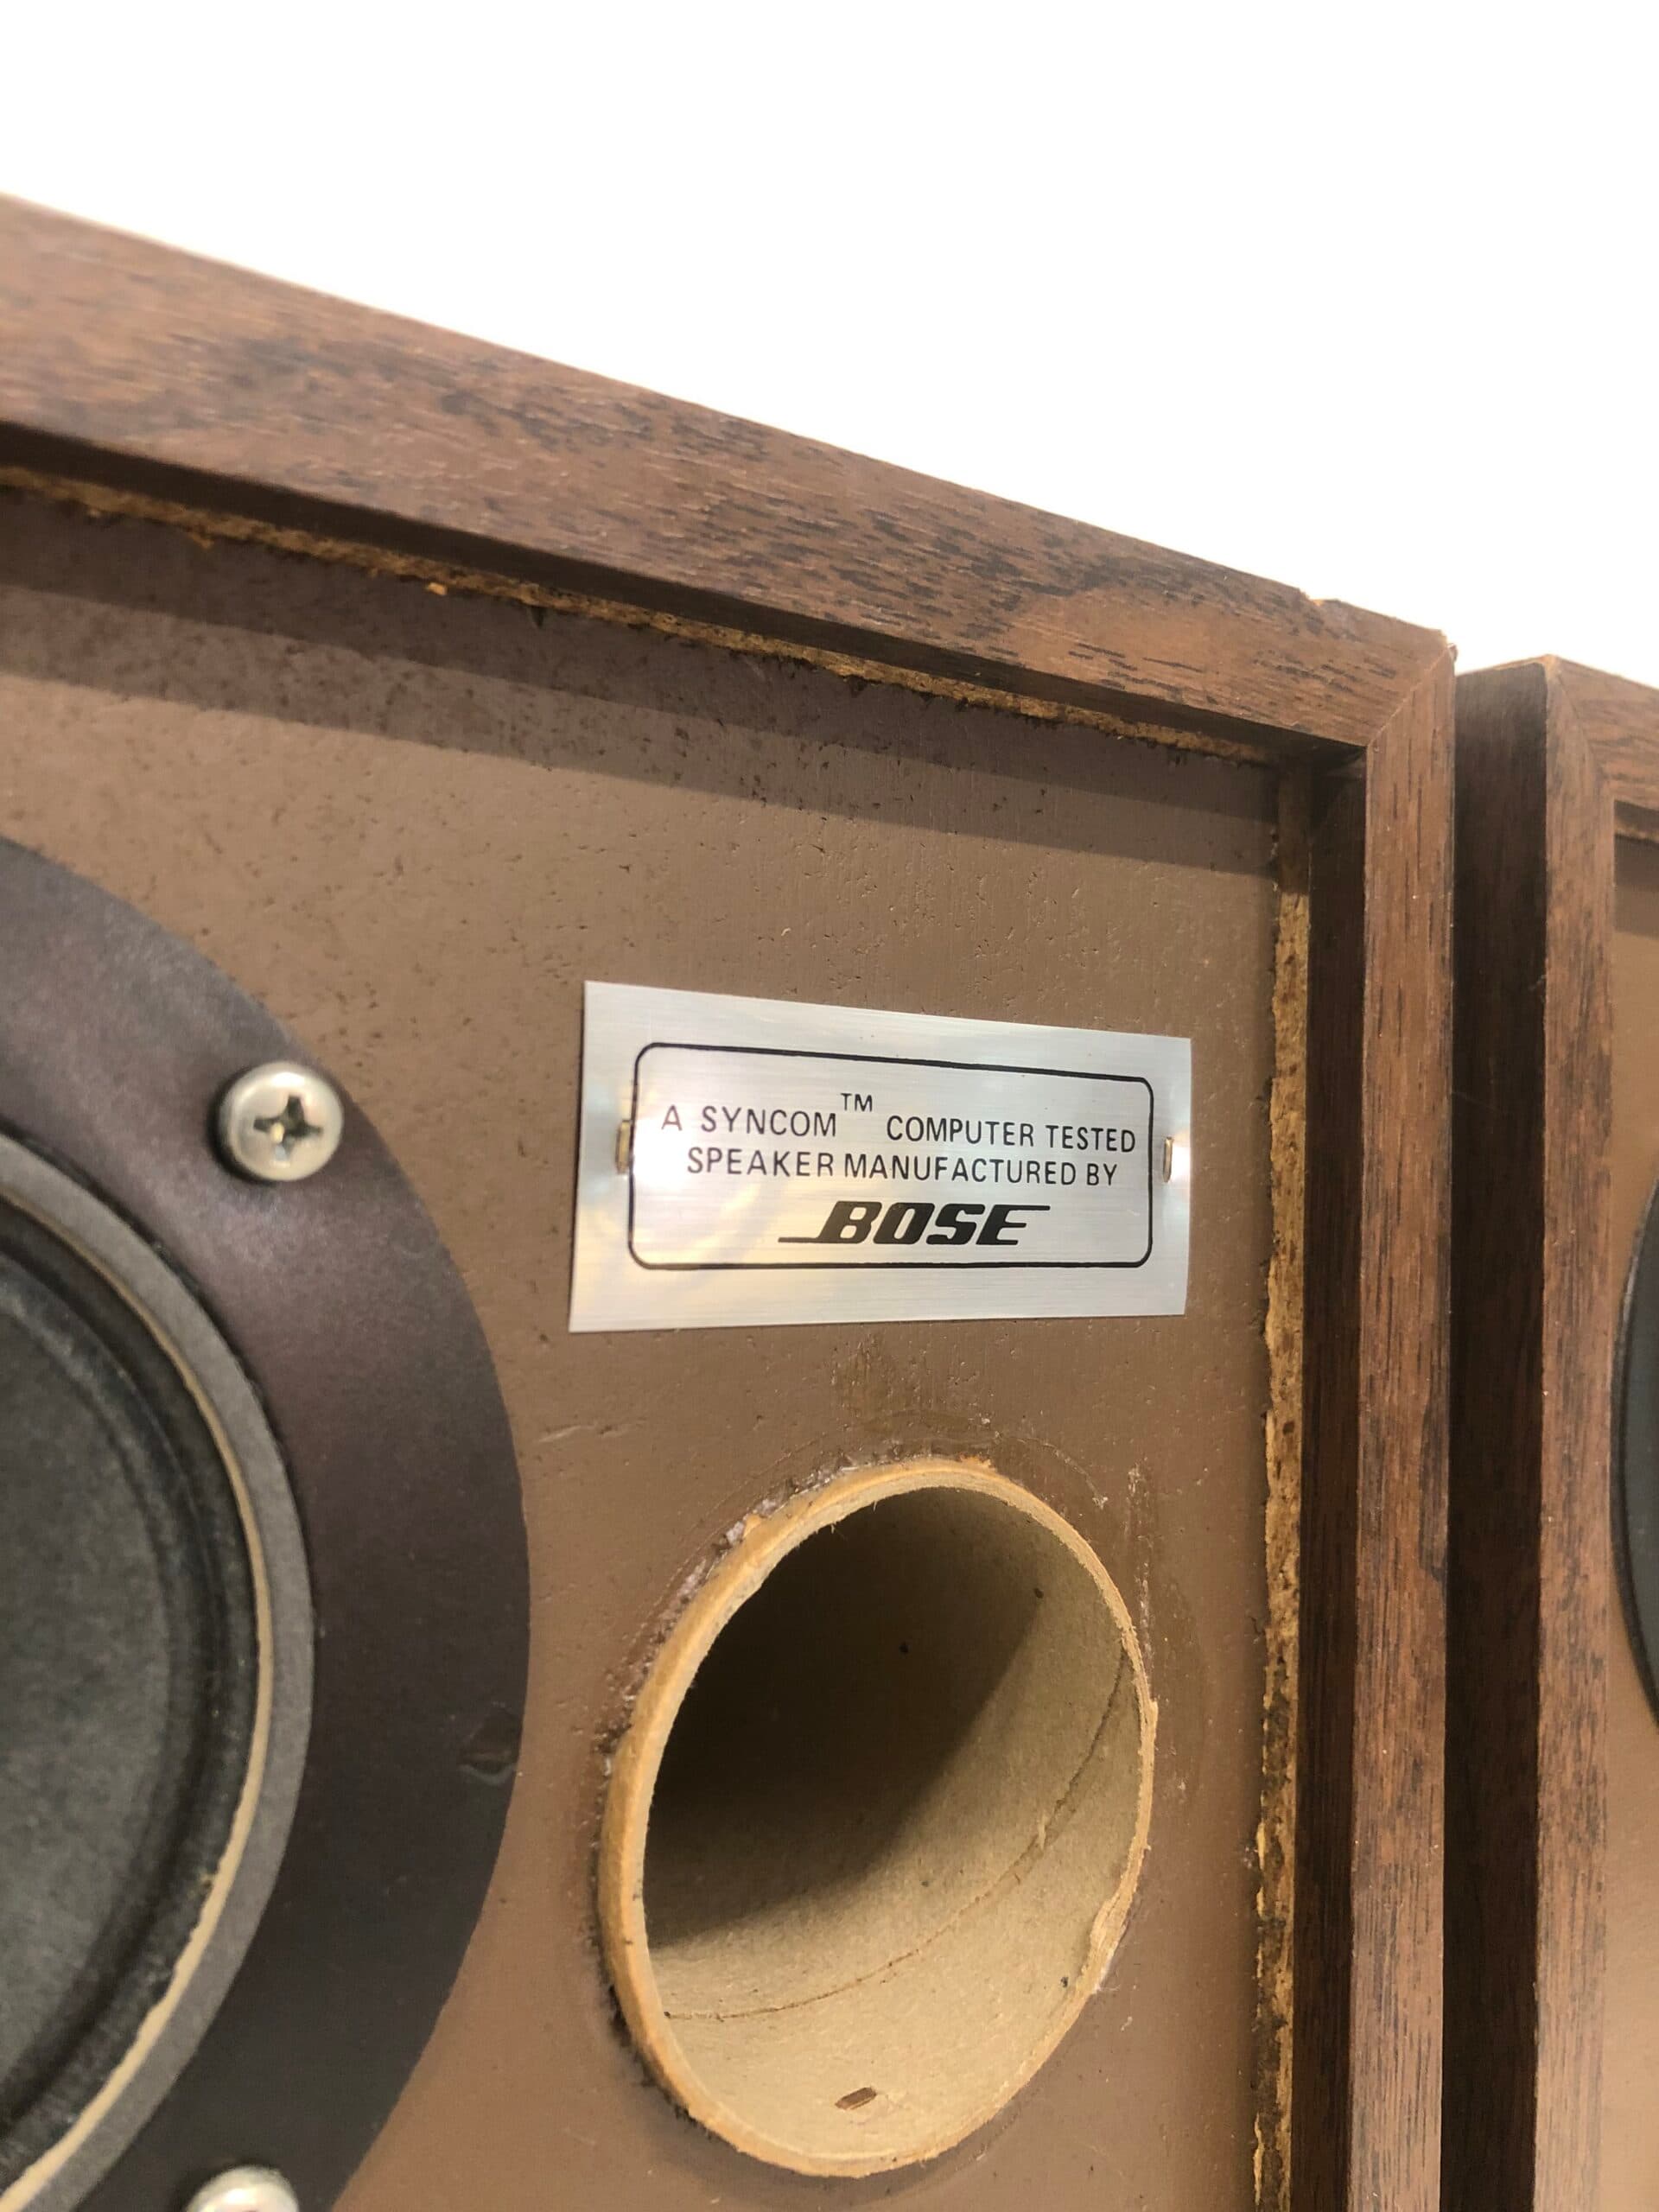 A SYNCOM™ COMPUTER TESTED
SPEAKER MANUFACTURED BY
BOSE